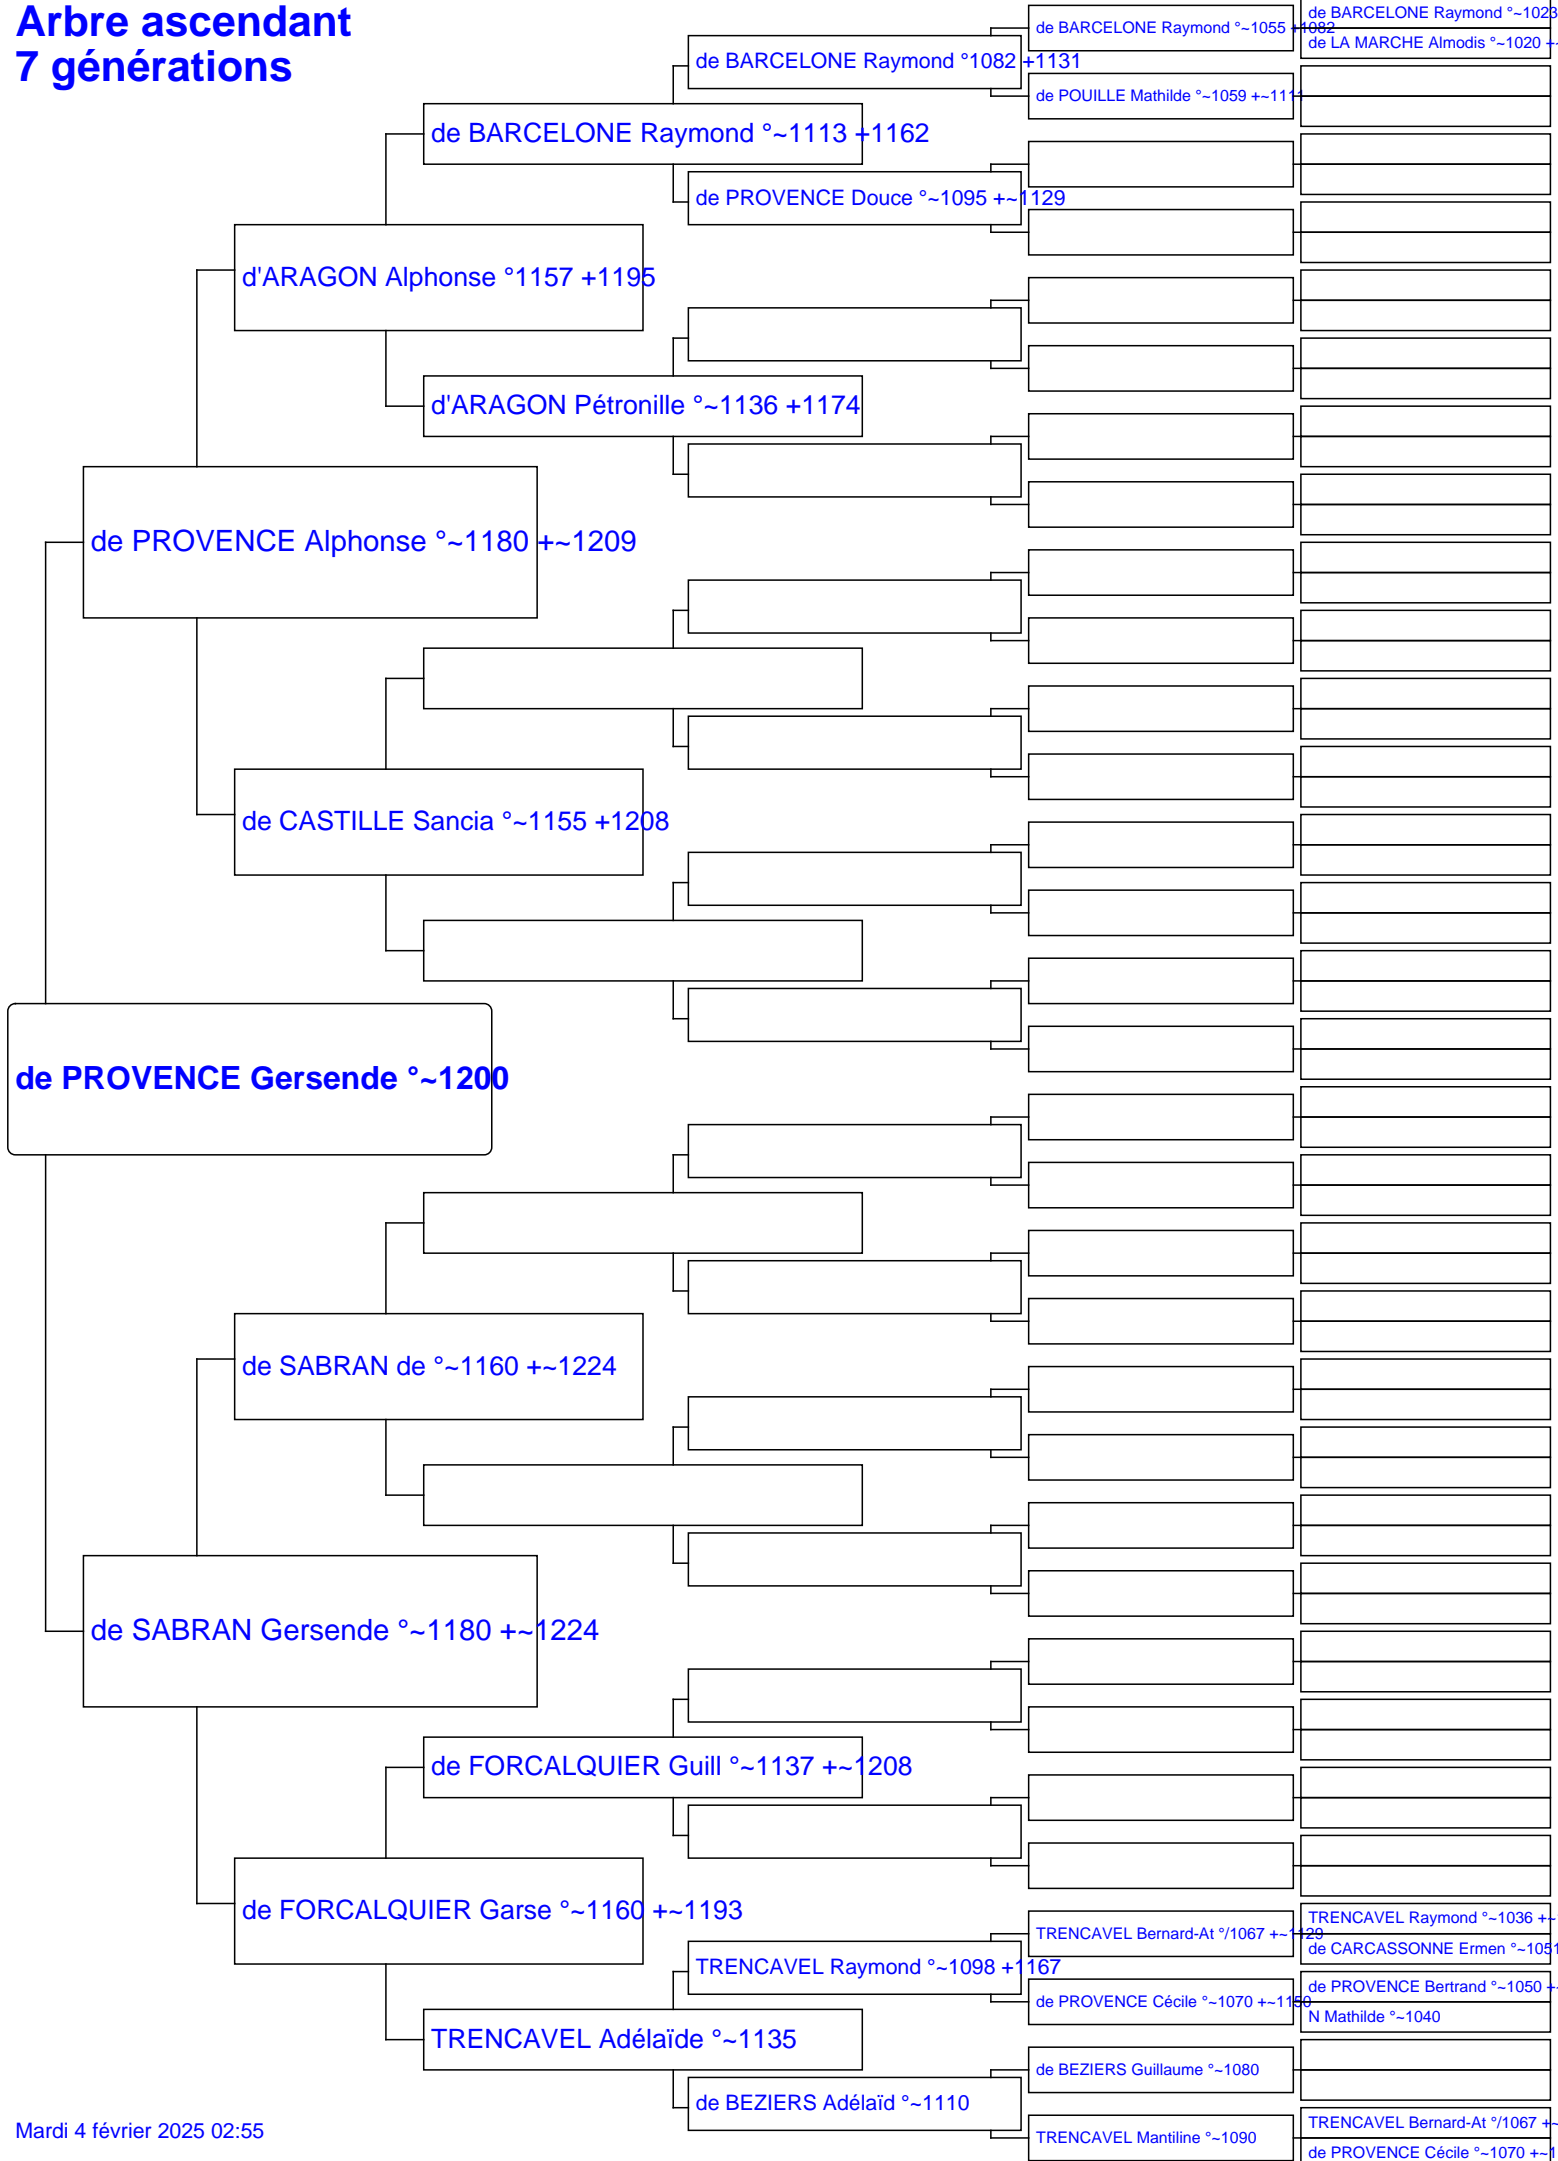 Arbre ascendant
7 générations
de BARCELONE Raymond °~1023
de BARCELONE Raymond °~1055 +1082
de LA MARCHE Almodis °~1020 +~
de BARCELONE Raymond °1082 +1131
de POUILLE Mathilde °~1059 +~1111
de BARCELONE Raymond °~1113 +1162
de PROVENCE Douce °~1095 +~1129
d'ARAGON Alphonse °1157 +1195
d'ARAGON Pétronille °~1136 +1174
de PROVENCE Alphonse °~1180 +~1209
de CASTILLE Sancia °~1155 +1208
de PROVENCE Gersende °~1200
de SABRAN de °~1160 +~1224
de SABRAN Gersende °~1180 +~1224
de FORCALQUIER Guill °~1137 +~1208
de FORCALQUIER Garse °~1160 +~1193
TRENCAVEL Raymond °~1036 +~
TRENCAVEL Bernard-At °/1067 +~1129
de CARCASSONNE Ermen °~1051
TRENCAVEL Raymond °~1098 +1167
de PROVENCE Bertrand °~1050 +~
de PROVENCE Cécile °~1070 +~1150
N Mathilde °~1040
TRENCAVEL Adélaïde °~1135
de BEZIERS Guillaume °~1080
de BEZIERS Adélaïd °~1110
TRENCAVEL Bernard-At °/1067 +~
TRENCAVEL Mantiline °~1090
de PROVENCE Cécile °~1070 +~1
Mardi 4 février 2025 02:55